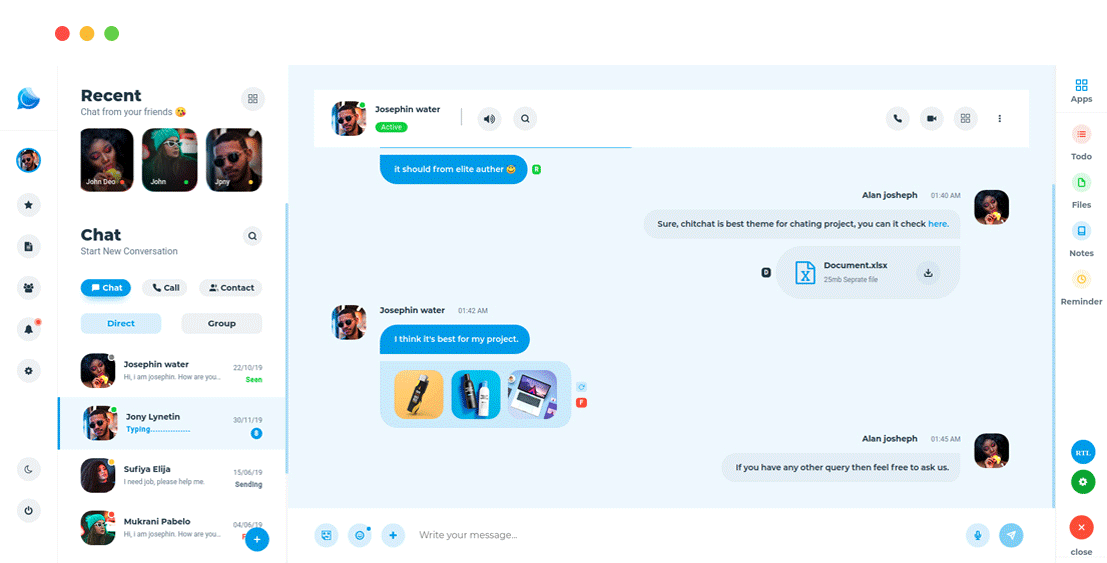 Recent
Chat from your friends 😘
John Deo
John
Jpny
Chat
Start New Conversation
Chat
Call
Contact
Direct
Group
Josephin water
22/10/19
Hi, i am josephin. How are you...
Seen
Jony Lynetin
30/11/19
Typing.................
8
Sufiya Elija
15/06/19
I need job, please help me.
Sending
Mukrani Pabelo
04/06/19
Hi, i am josephin. How are you...
Josephin water
Active
it should from elite auther 😊
R
Alan josheph 01:40 AM
Sure, chitchat is best theme for chating project, you can it check here.
D
X
Document.xlsx
25mb Seprate file
Josephin water 01:42 AM
I think it's best for my project.
F
Alan josheph 01:45 AM
If you have any other query then feel free to ask us.
Write your message...
Apps
Todo
Files
Notes
Reminder
RTL
close